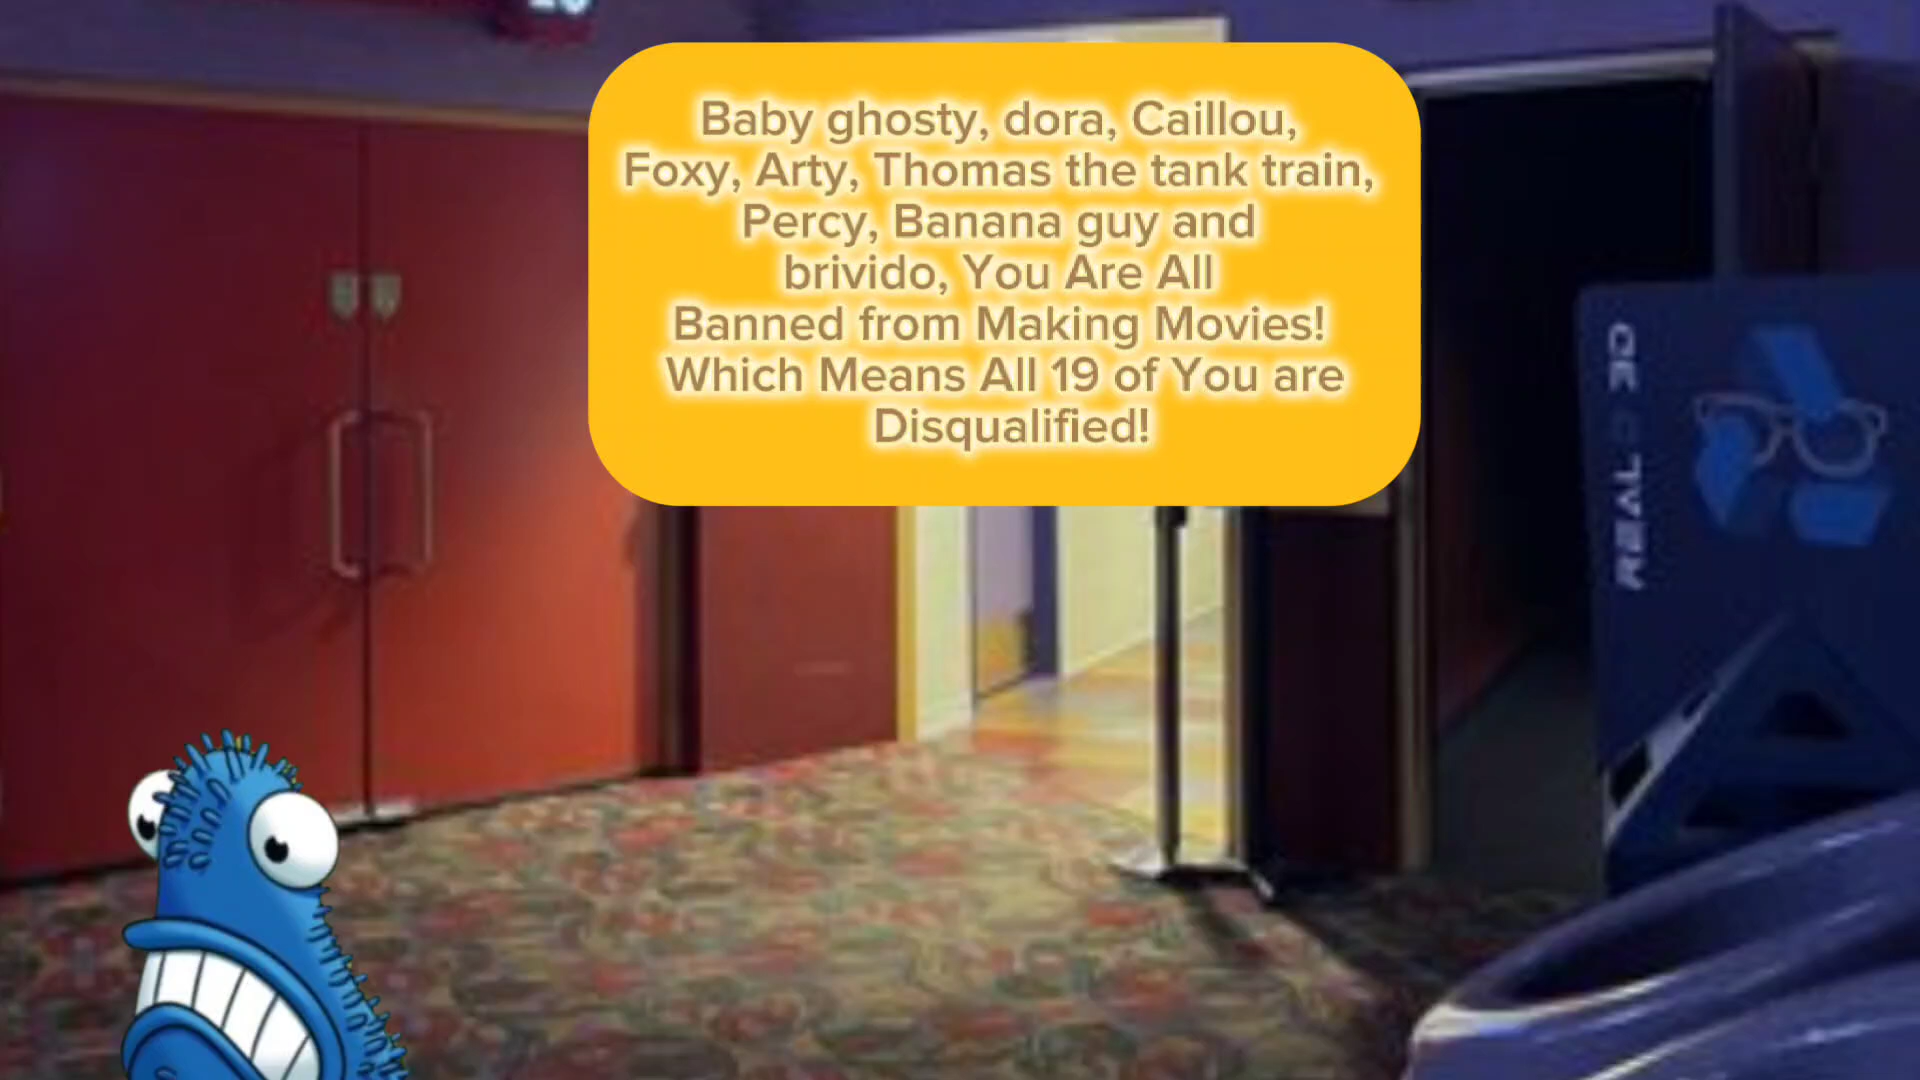 Baby ghosty, dora, Caillou,
Foxy, Arty, Thomas the tank train,
Percy, Banana guy and
brivido, You Are All
Banned from Making Movies!
Which Means All 19 of You are
Disqualified!
REAL D 3D